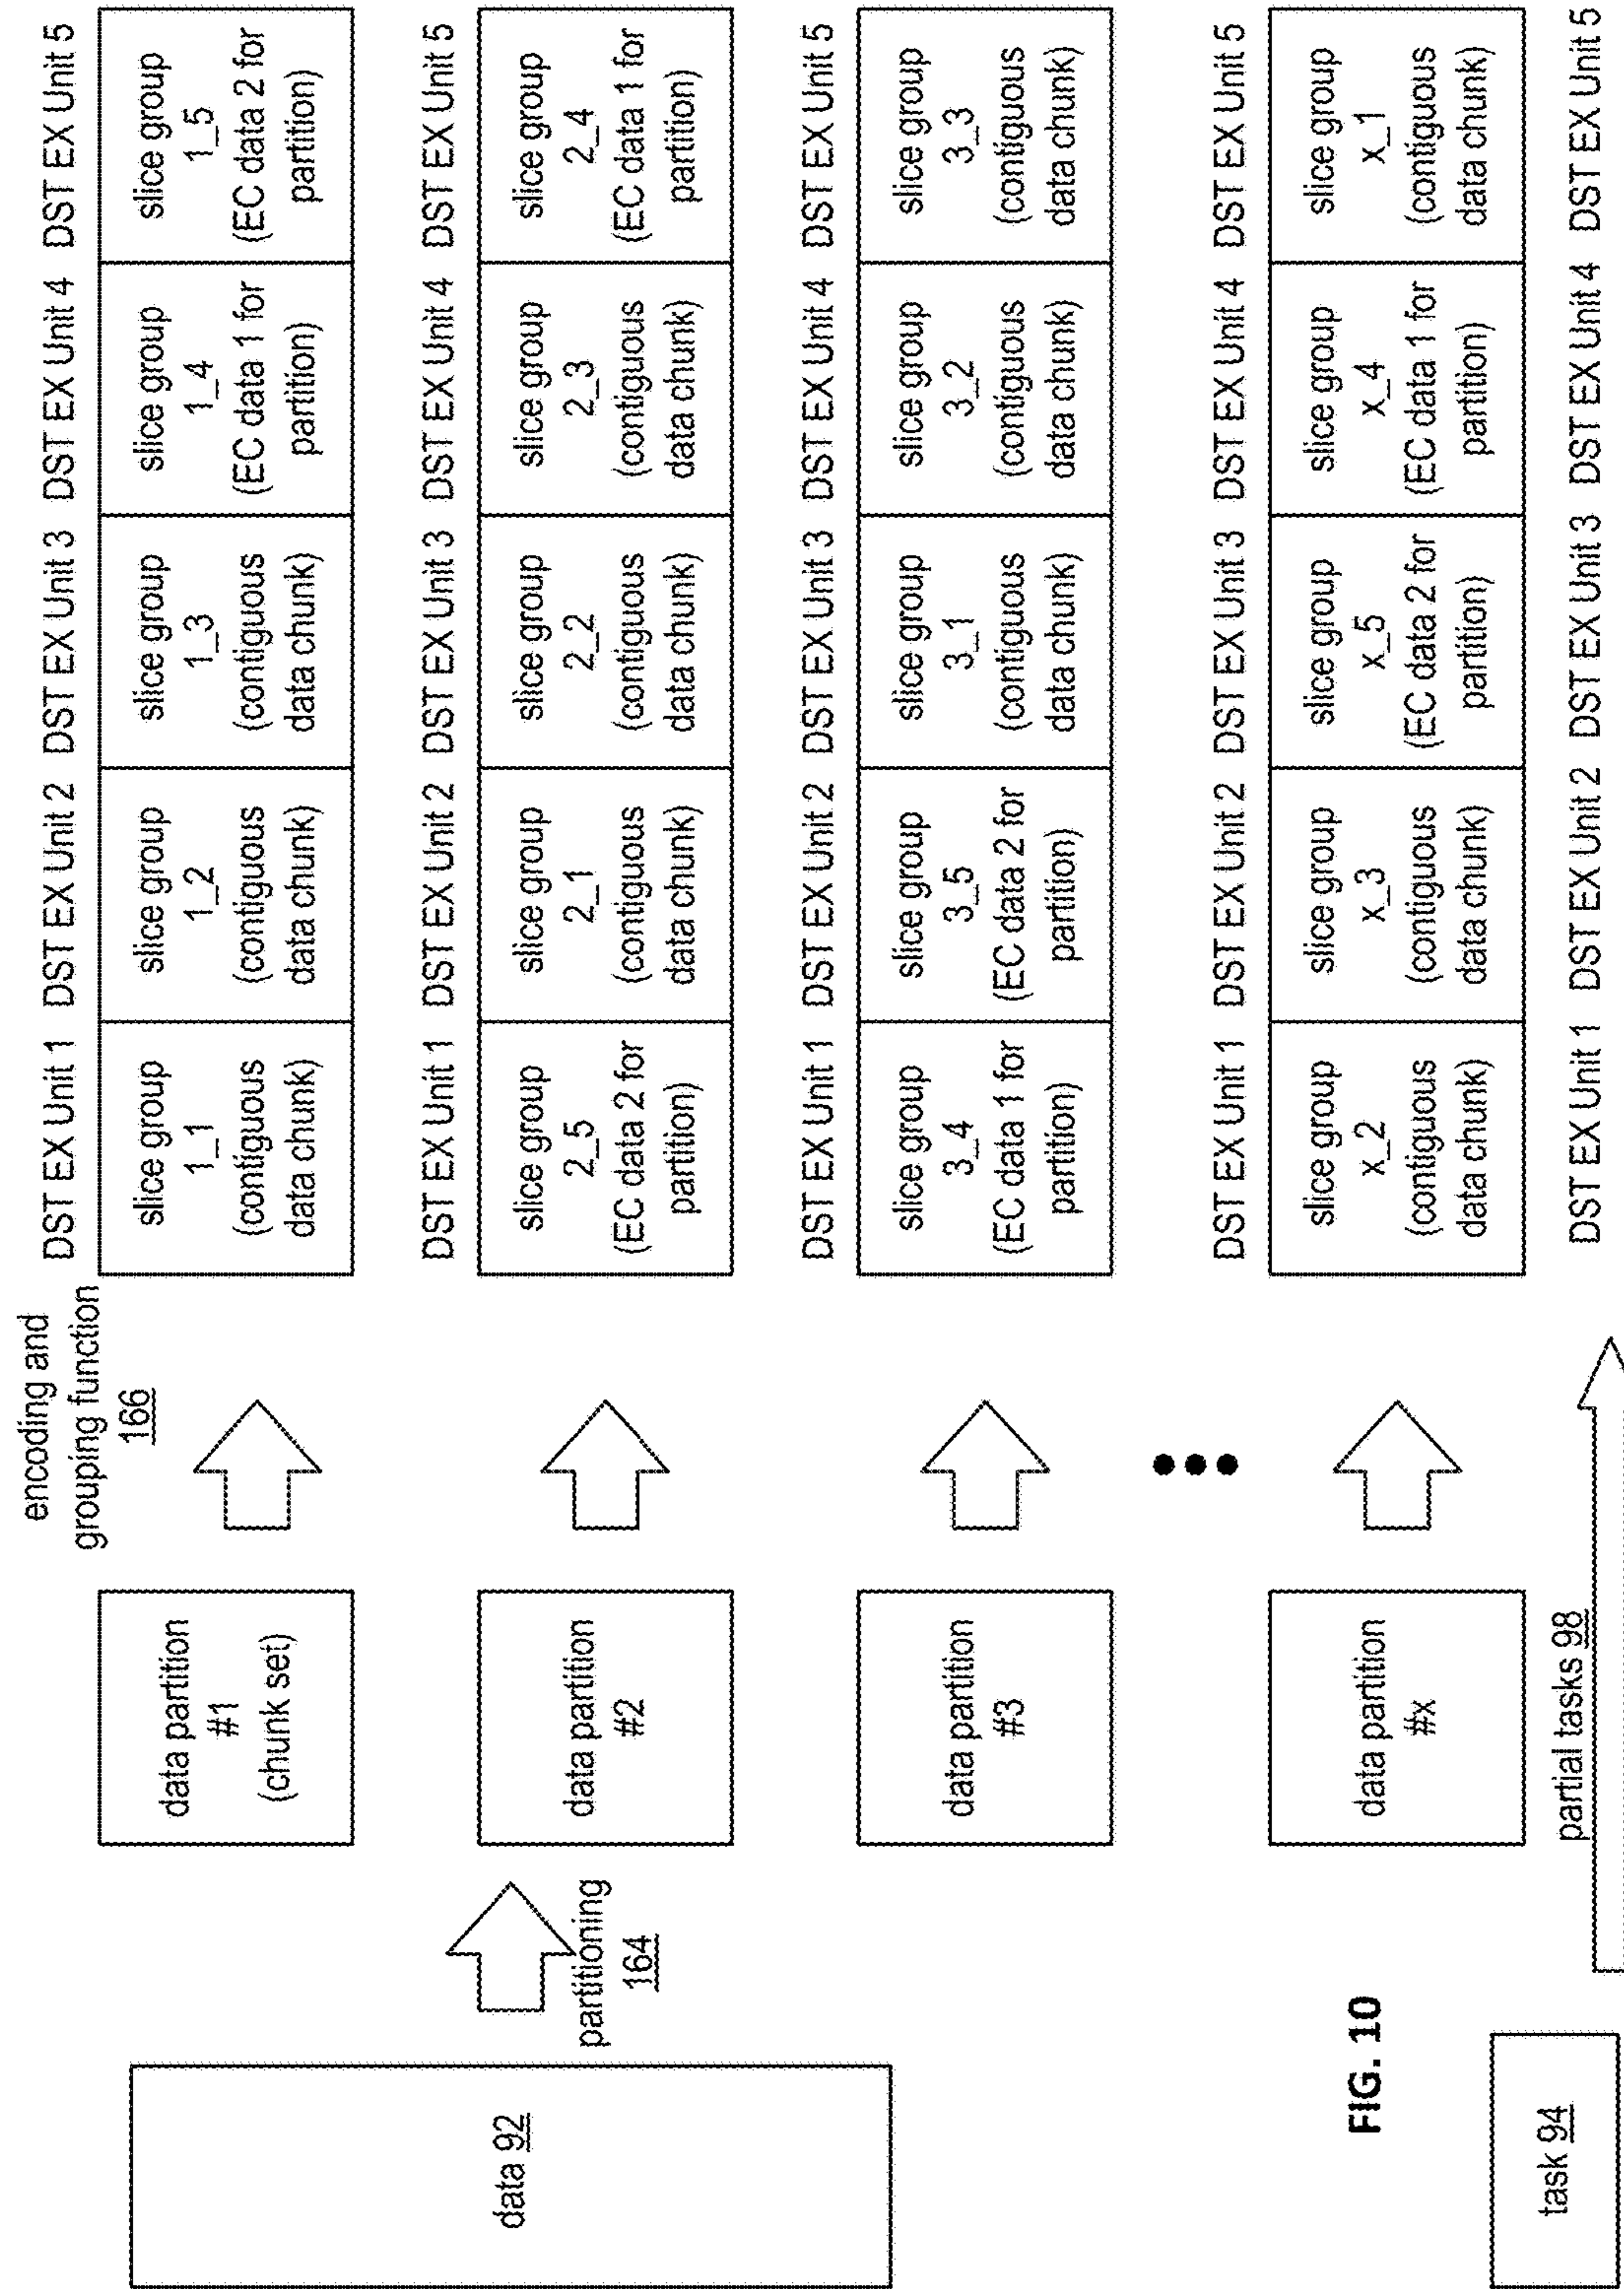 encoding and
grouping function
166
data 92
partitioning
164
data partition
#1
(chunk set)
DST EX Unit 1 DST EX Unit 2 DST EX Unit 3 DST EX Unit 4 DST EX Unit 5
slice group
1_1
(contiguous
data chunk)
slice group
1_2
(contiguous
data chunk)
slice group
1_3
(contiguous
data chunk)
slice group
1_4
(EC data 1 for
partition)
slice group
1_5
(EC data 2 for
partition)
data partition
#2
DST EX Unit 1 DST EX Unit 2 DST EX Unit 3 DST EX Unit 4 DST EX Unit 5
slice group
2_5
(EC data 2 for
partition)
slice group
2_1
(contiguous
data chunk)
slice group
2_2
(contiguous
data chunk)
slice group
2_3
(contiguous
data chunk)
slice group
2_4
(EC data 1 for
partition)
data partition
#3
DST EX Unit 1 DST EX Unit 2 DST EX Unit 3 DST EX Unit 4 DST EX Unit 5
slice group
3_4
(EC data 1 for
partition)
slice group
3_5
(EC data 2 for
partition)
slice group
3_1
(contiguous
data chunk)
slice group
3_2
(contiguous
data chunk)
slice group
3_3
(contiguous
data chunk)
data partition
#x
DST EX Unit 1 DST EX Unit 2 DST EX Unit 3 DST EX Unit 4 DST EX Unit 5
slice group
x_2
(contiguous
data chunk)
slice group
x_3
(contiguous
data chunk)
slice group
x_5
(EC data 2 for
partition)
slice group
x_4
(EC data 1 for
partition)
slice group
x_1
(contiguous
data chunk)
FIG. 10
task 94
partial tasks 98
DST EX Unit 1 DST EX Unit 2 DST EX Unit 3 DST EX Unit 4 DST EX Unit 5